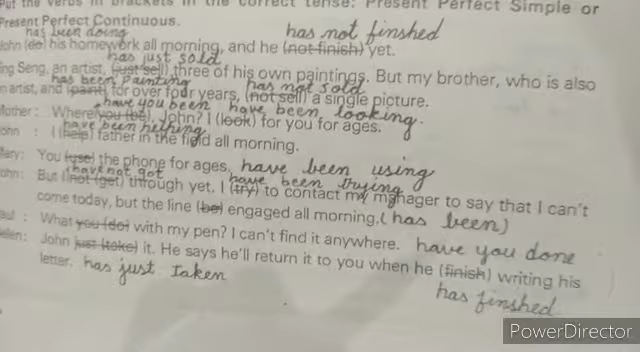 Put the verbs in brackets in the correct tense: Present Perfect Simple or
Present Perfect Continuous.
has been doing has not finshed
John (do) his homework all morning, and he (not finish) yet.
has just sold
ing Seng, an artist, (just sell) three of his own paintings. But my brother, who is also
has been painting has not sold
n artist, and (paint) for over four years, (not sell) a single picture.
have you been have been looking.
Mother: Where (you be), John? I (look) for you for ages.
have been helping
John : I (help) father in the field all morning.
Mary: You (use) the phone for ages, have been using
have not got have been trying
John: But I (not get) through yet. I (try) to contact my manager to say that I can't
come today, but the line (be) engaged all morning. (has been)
Paul : What you (do) with my pen? I can't find it anywhere. have you done
Helen: John just (take) it. He says he'll return it to you when he (finish) writing his
letter. has just taken
has finshed
PowerDirector